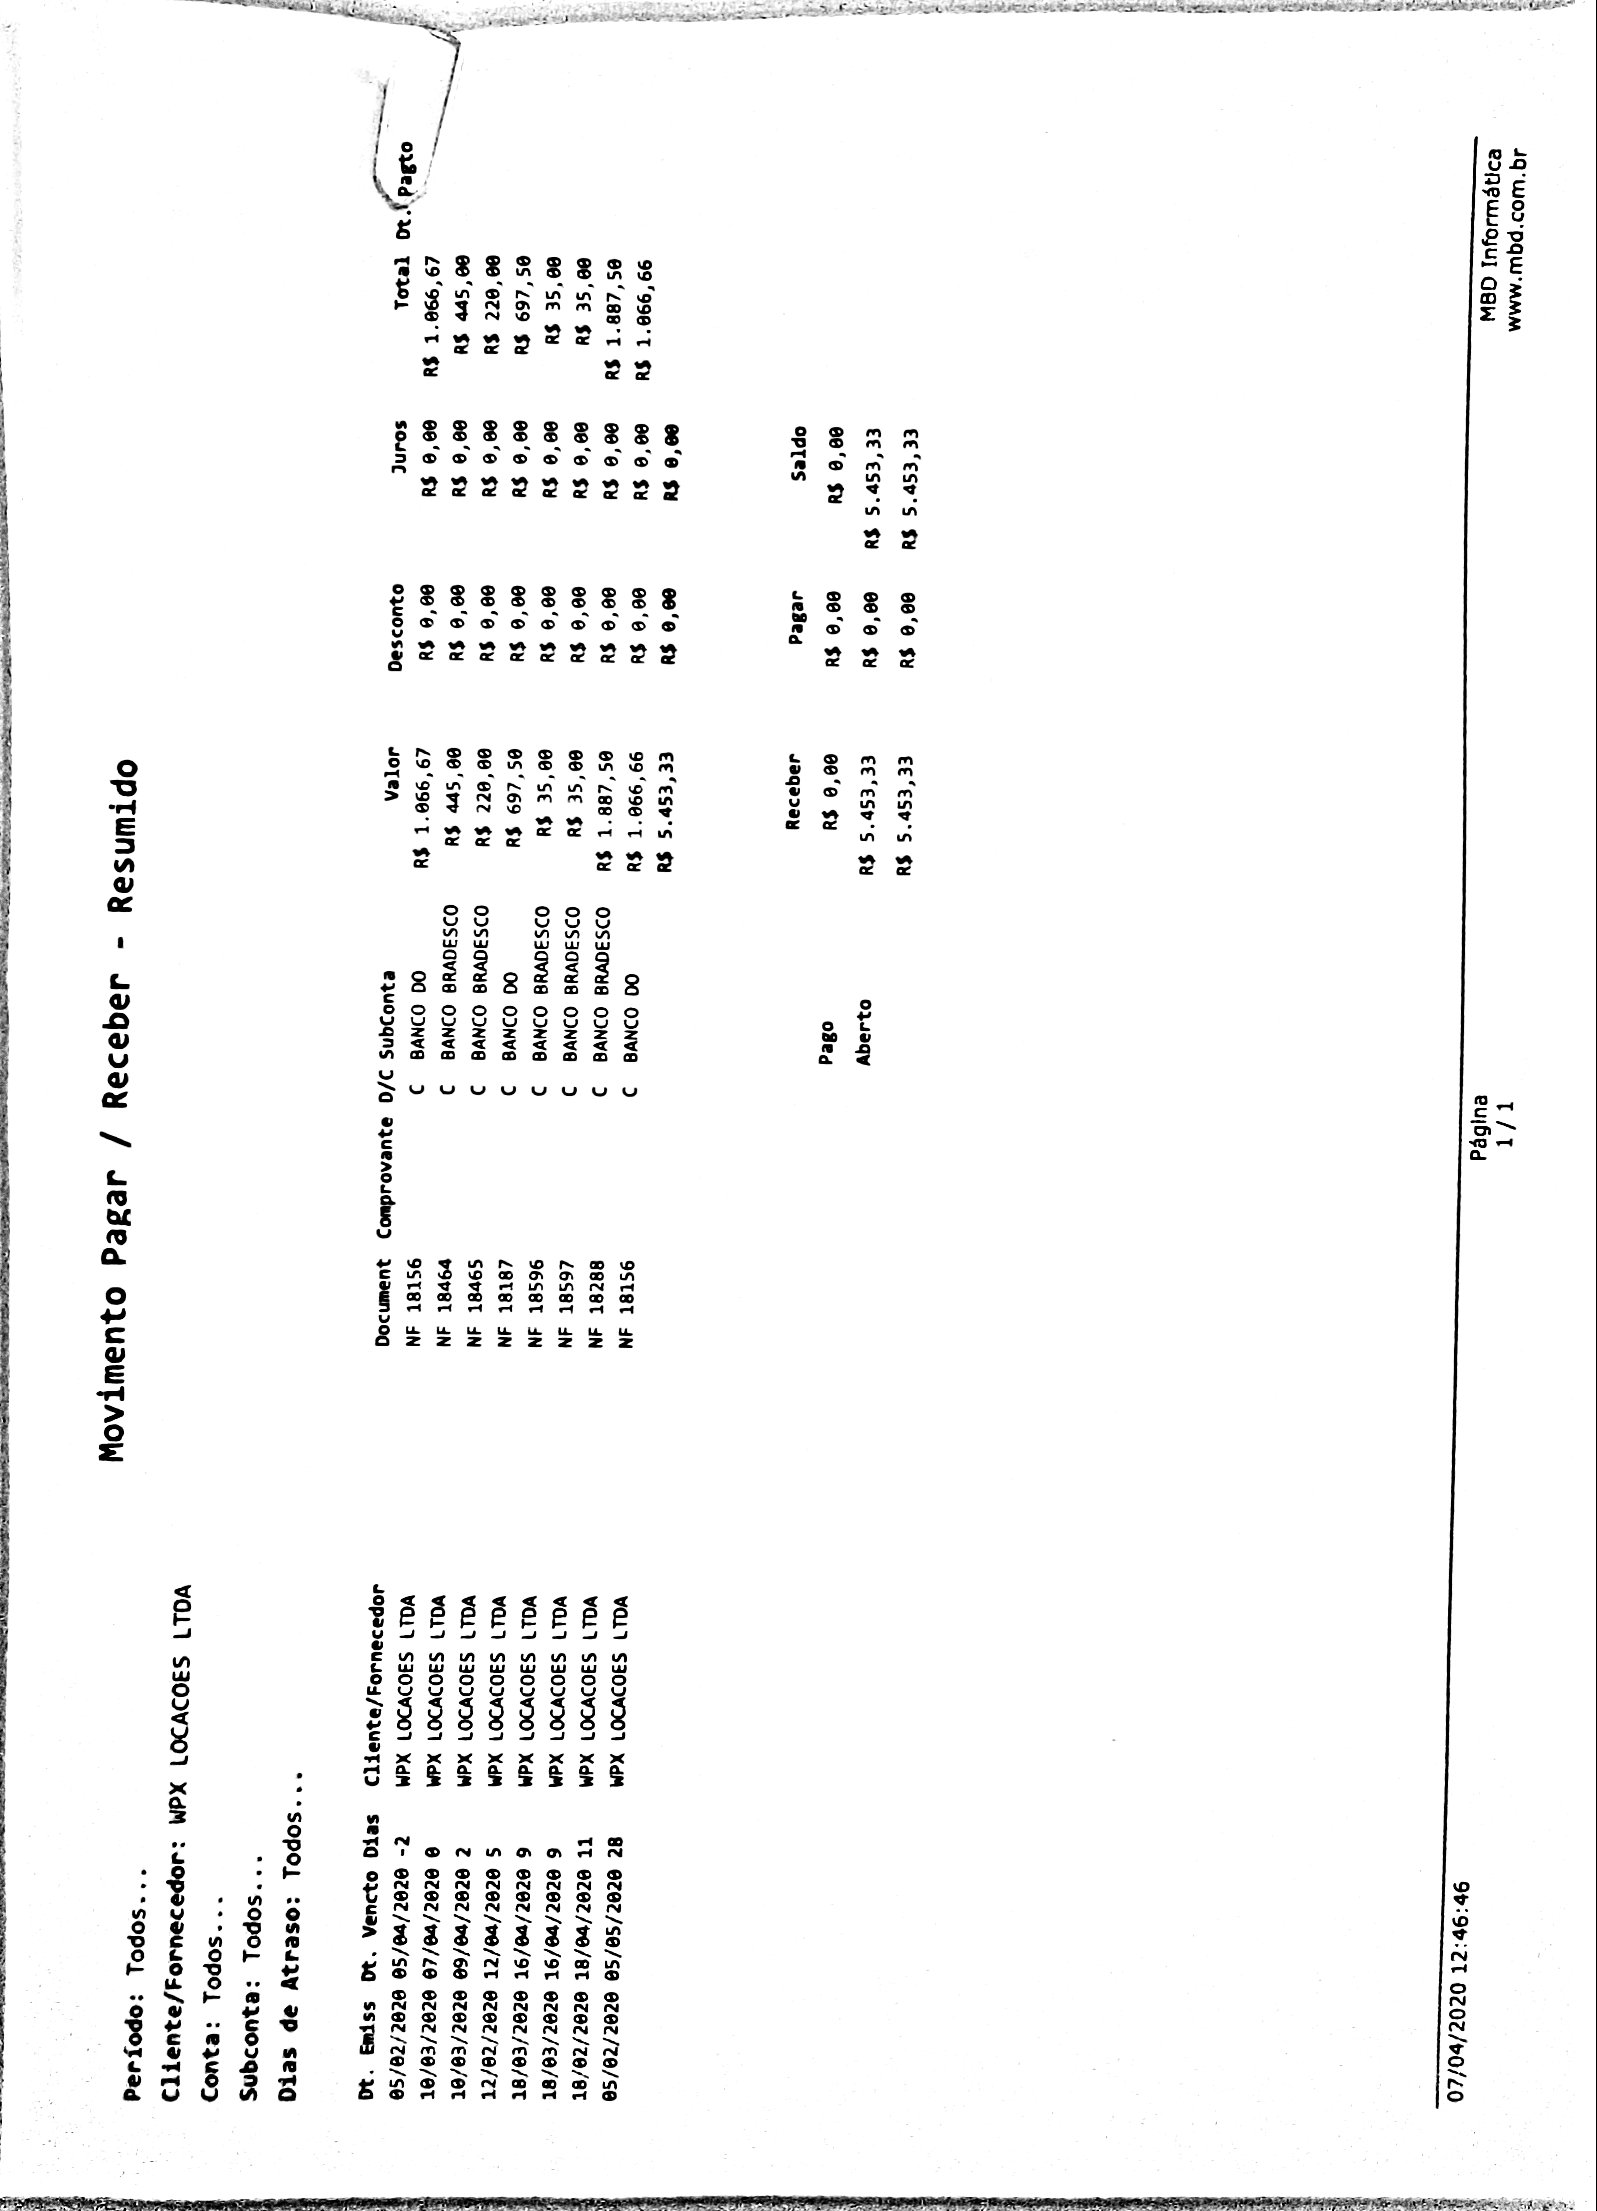 Movimento Pagar / Receber - Resumido
Período: Todos...
Cliente/Fornecedor: WPX LOCACOES LTDA
Conta: Todos...
Subconta: Todos...
Dias de Atraso: Todos...
Dt. Emiss Dt. Vencto Dias Cliente/Fornecedor Document Comprovante D/C SubConta Valor Desconto Juros Total Dt. Pagto
05/02/2020 05/04/2020 -2 WPX LOCACOES LTDA NF 18156 C BANCO DO R$ 1.066,67 R$ 0,00 R$ 0,00 R$ 1.066,67
10/03/2020 07/04/2020 0 WPX LOCACOES LTDA NF 18464 C BANCO BRADESCO R$ 445,00 R$ 0,00 R$ 0,00 R$ 445,00
10/03/2020 09/04/2020 2 WPX LOCACOES LTDA NF 18465 C BANCO BRADESCO R$ 220,00 R$ 0,00 R$ 0,00 R$ 220,00
12/02/2020 12/04/2020 5 WPX LOCACOES LTDA NF 18187 C BANCO DO R$ 697,50 R$ 0,00 R$ 0,00 R$ 697,50
18/03/2020 16/04/2020 9 WPX LOCACOES LTDA NF 18596 C BANCO BRADESCO R$ 35,00 R$ 0,00 R$ 0,00 R$ 35,00
18/03/2020 16/04/2020 9 WPX LOCACOES LTDA NF 18597 C BANCO BRADESCO R$ 35,00 R$ 0,00 R$ 0,00 R$ 35,00
18/02/2020 18/04/2020 11 WPX LOCACOES LTDA NF 18288 C BANCO BRADESCO R$ 1.887,50 R$ 0,00 R$ 0,00 R$ 1.887,50
05/02/2020 05/05/2020 28 WPX LOCACOES LTDA NF 18156 C BANCO DO R$ 1.066,66 R$ 0,00 R$ 0,00 R$ 1.066,66
R$ 5.453,33 R$ 0,00 R$ 0,00
Receber Pagar Saldo
Pago R$ 0,00 R$ 0,00 R$ 0,00
Aberto R$ 5.453,33 R$ 0,00 R$ 5.453,33
R$ 5.453,33 R$ 0,00 R$ 5.453,33
07/04/2020 12:46:46 Página MBD Informática
1 / 1 www.mbd.com.br